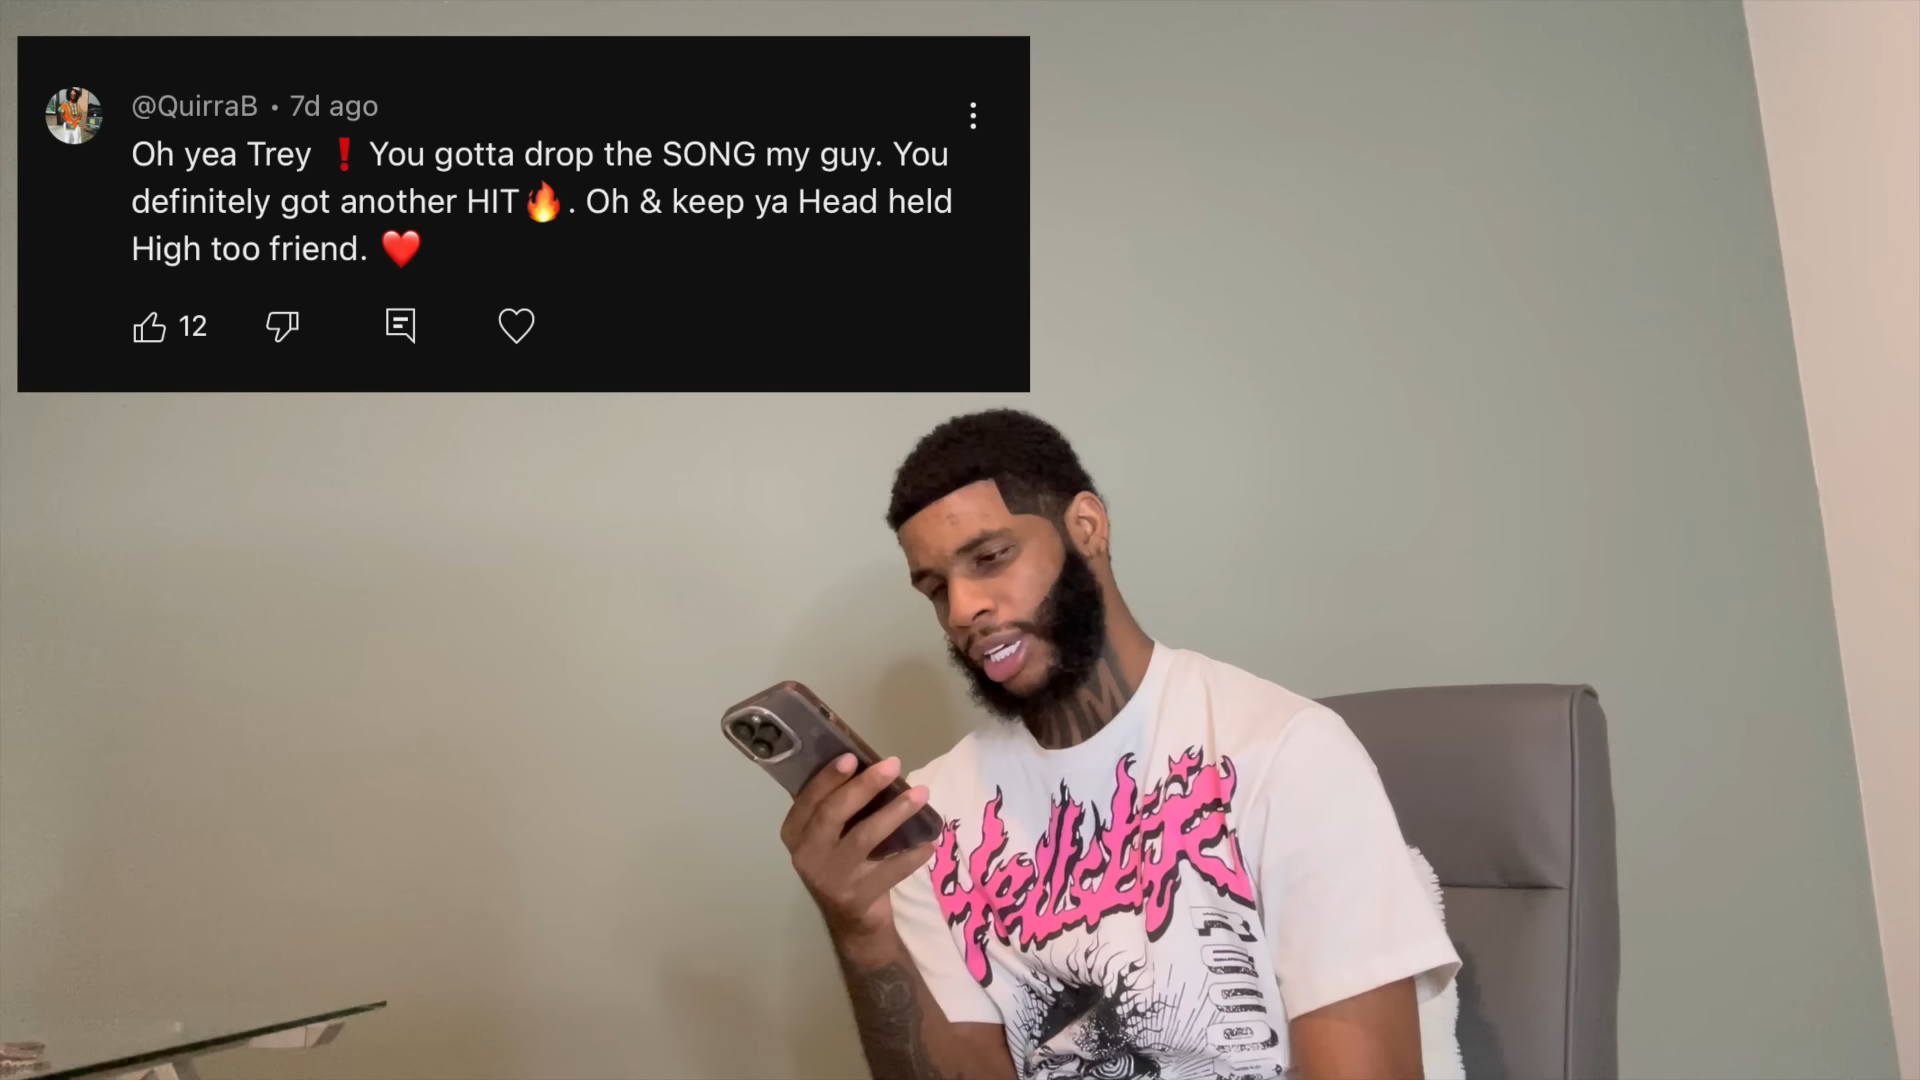 @QuirraB • 7d ago
Oh yea Trey ❗ You gotta drop the SONG my guy. You
definitely got another HIT🔥. Oh & keep ya Head held
High too friend. ❤️
12
Hellstar